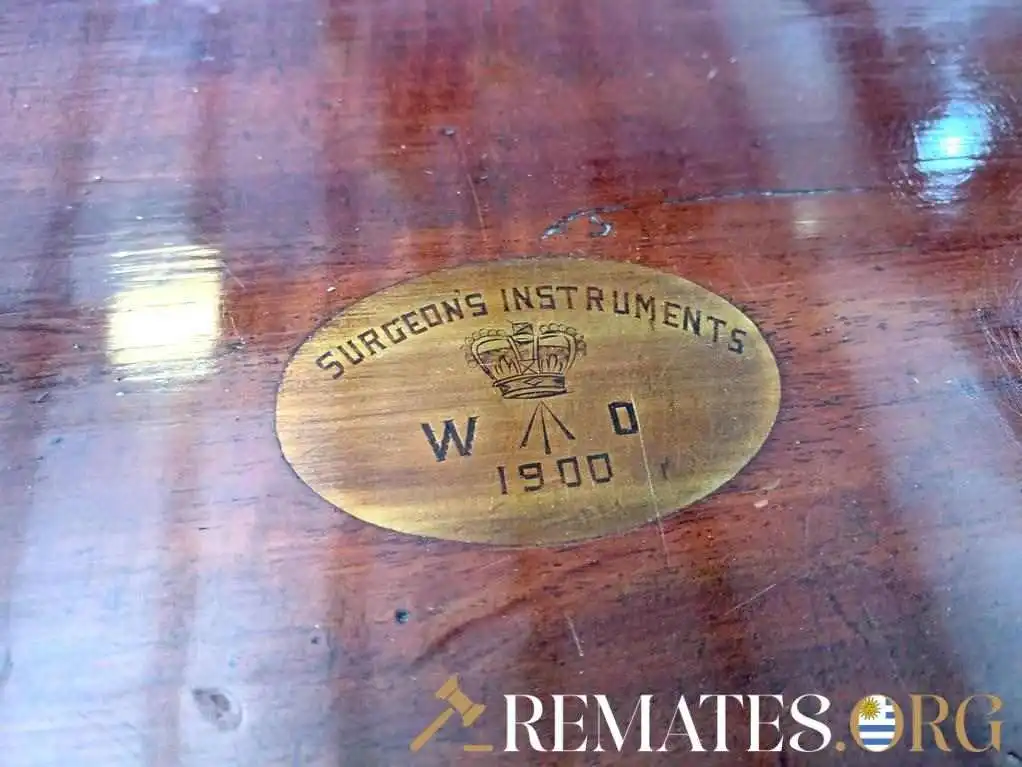 SURGEON'S INSTRUMENTS
W D
1900
REMATES.ORG